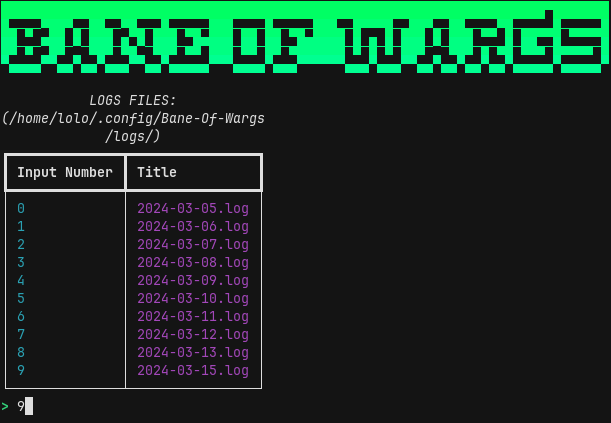 BANE OF WARGS
LOGS FILES:
(/home/lolo/.config/Bane-Of-Wargs
/logs/)
Input Number Title
0 2024-03-05.log
1 2024-03-06.log
2 2024-03-07.log
3 2024-03-08.log
4 2024-03-09.log
5 2024-03-10.log
6 2024-03-11.log
7 2024-03-12.log
8 2024-03-13.log
9 2024-03-15.log
> 9